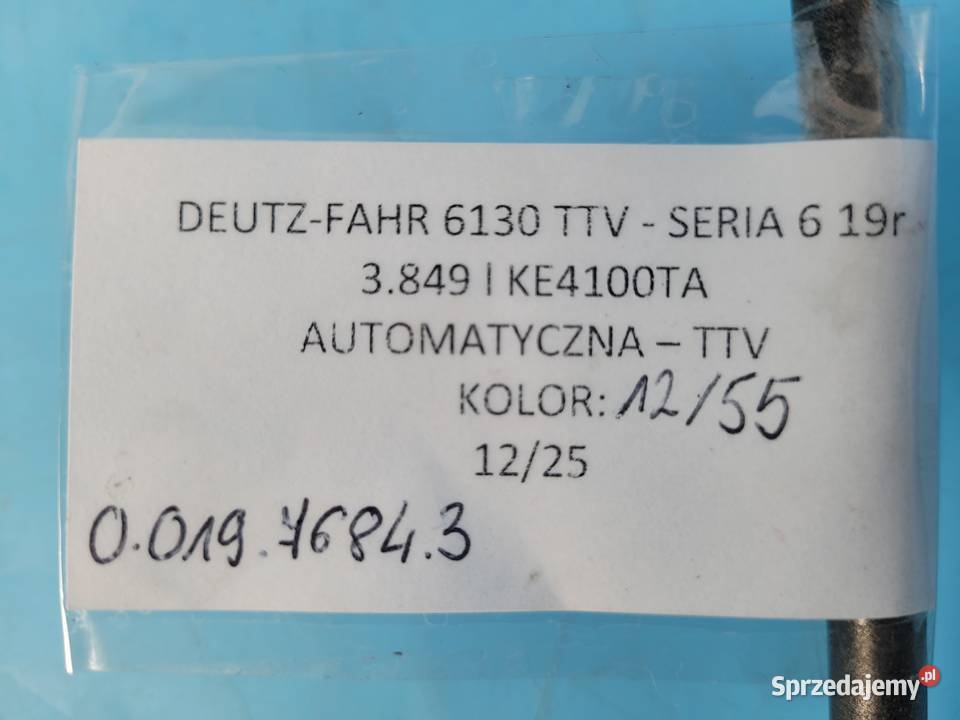 DEUTZ-FAHR 6130 TTV - SERIA 6 19r
3.849 l KE4100TA
AUTOMATYCZNA – TTV
KOLOR: 12/55
12/25
0.019.7684.3
Sprzedajemy.pl